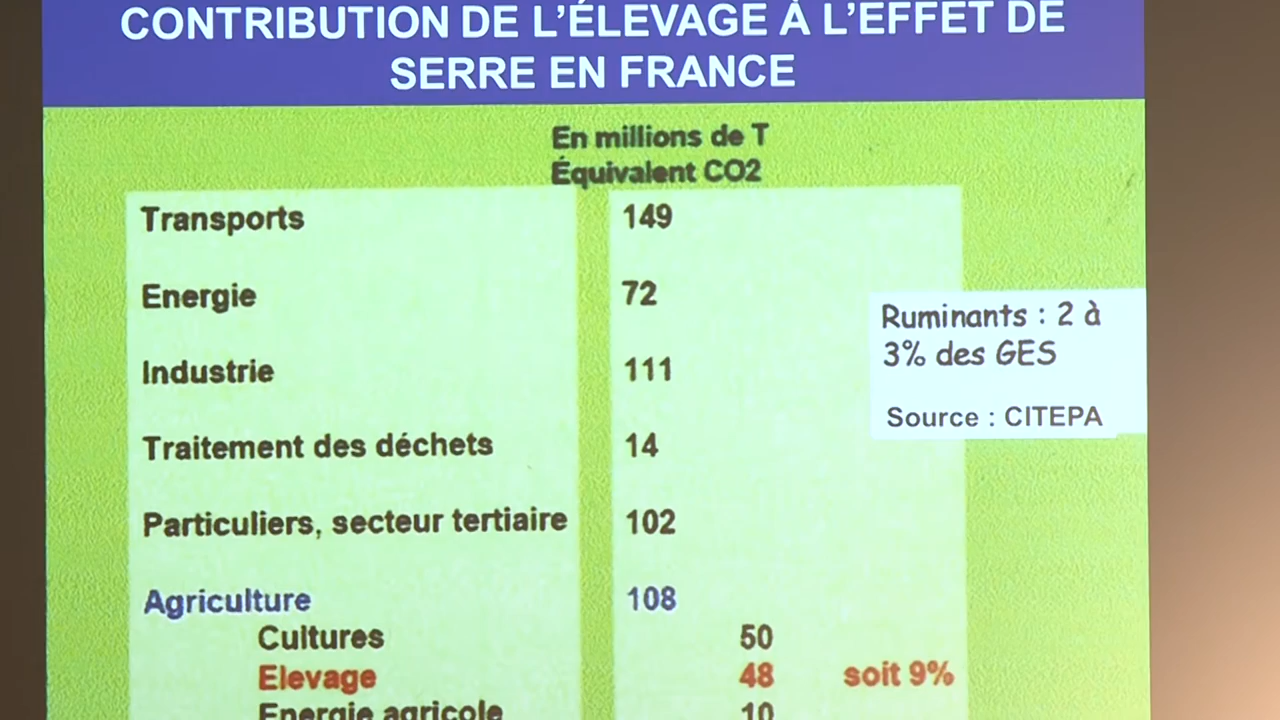 CONTRIBUTION DE L'ÉLEVAGE À L'EFFET DE
SERRE EN FRANCE
En millions de T
Équivalent CO2
Transports 149
Energie 72
Ruminants : 2 à
3% des GES
Industrie 111
Source : CITEPA
Traitement des déchets 14
Particuliers, secteur tertiaire 102
Agriculture 108
Cultures 50
Elevage 48 soit 9%
Energie agricole 10